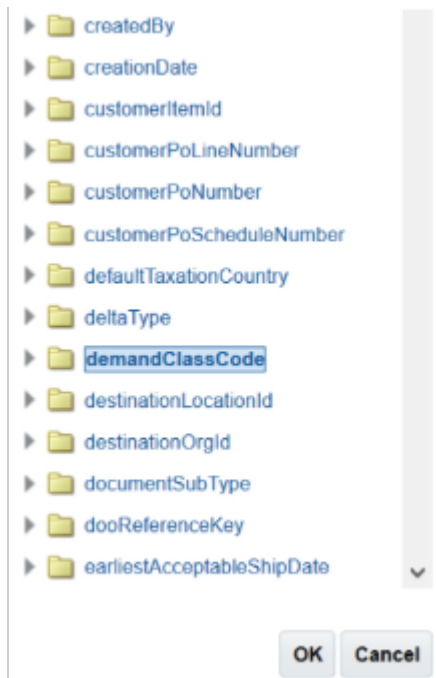 createdBy
creationDate
customerItemId
customerPoLineNumber
customerPoNumber
customerPoScheduleNumber
defaultTaxationCountry
deltaType
demandClassCode
destinationLocationId
destinationOrgId
documentSubType
dooReferenceKey
earliestAcceptableShipDate
OK Cancel